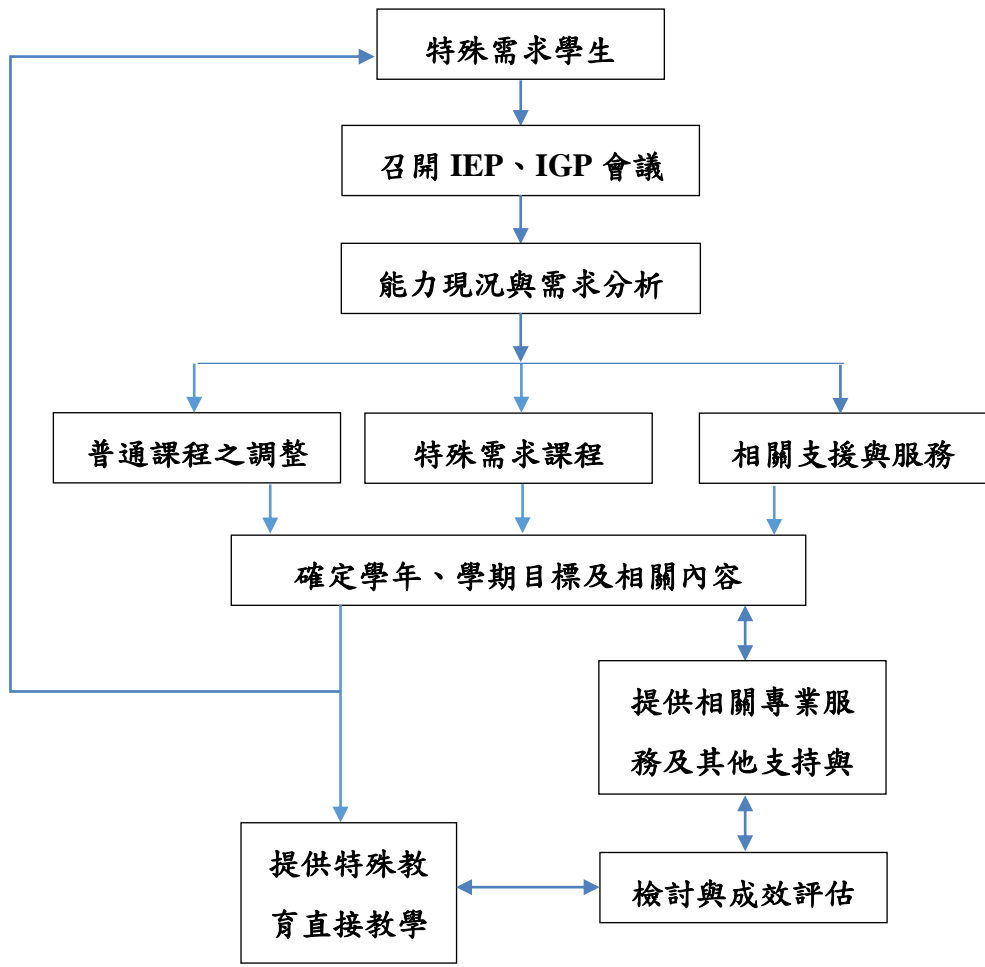 特殊需求學生
召開 IEP、IGP 會議
能力現況與需求分析
普通課程之調整
特殊需求課程
相關支援與服務
確定學年、學期目標及相關內容
提供相關專業服
務及其他支持與
提供特殊教
育直接教學
檢討與成效評估